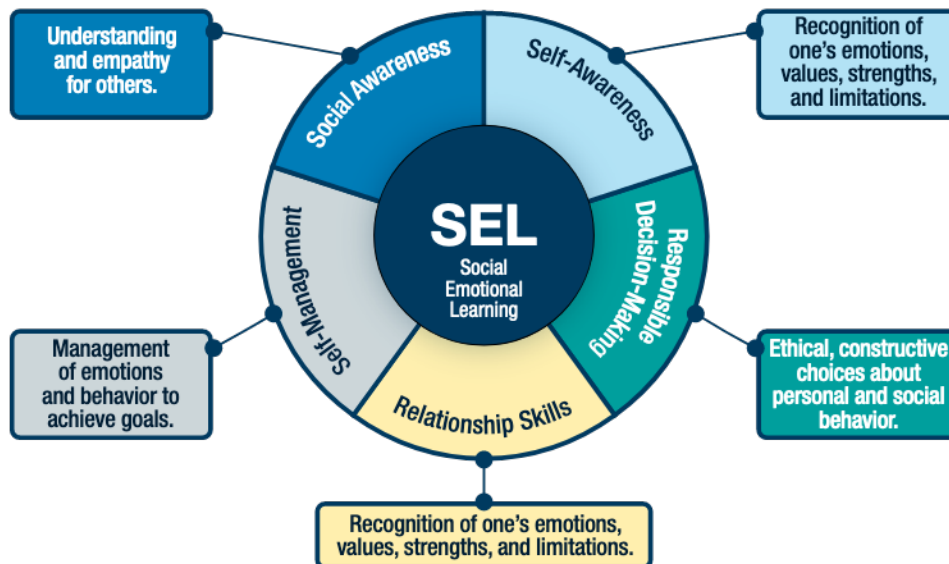 Understanding
and empathy
for others.
Social Awareness
Self-Awareness
Recognition of
one’s emotions,
values, strengths,
and limitations.
SEL
Social
Emotional
Learning
Self-Management
Responsible
Decision-Making
Relationship Skills
Management
of emotions
and behavior to
achieve goals.
Ethical, constructive
choices about
personal and social
behavior.
Recognition of one’s emotions,
values, strengths, and limitations.